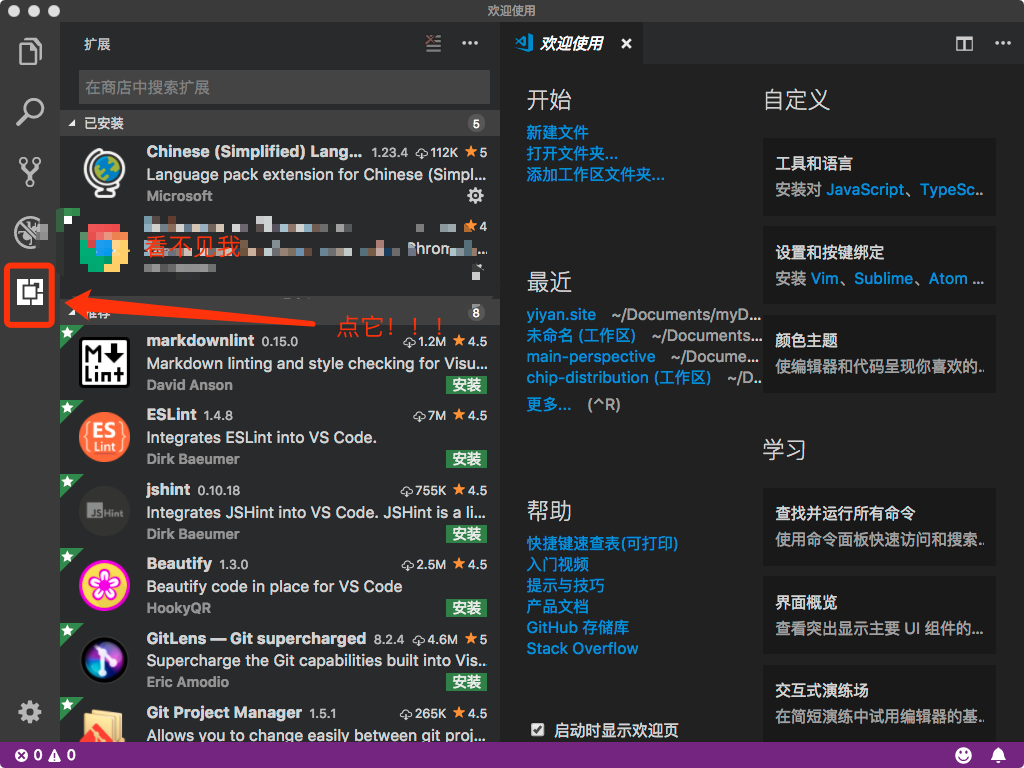 欢迎使用
扩展
在商店中搜索扩展
已安装 5
Chinese (Simplified) Lang... 1.23.4 112K 5
Language pack extension for Chinese (Simpl...
Microsoft
4
看不见我
点它！！！
推荐 8
markdownlint 0.15.0 1.2M 4.5
Markdown linting and style checking for Visu...
David Anson 安装
M
lint
ESLint 1.4.8 7M 4.5
Integrates ESLint into VS Code.
Dirk Baeumer 安装
ES
Lint
jshint 0.10.18 755K 4.5
Integrates JSHint into VS Code. JSHint is a li...
Dirk Baeumer 安装
JSHint
Beautify 1.3.0 2.5M 4.5
Beautify code in place for VS Code
HookyQR 安装
GitLens — Git supercharged 8.2.4 4.6M 5
Supercharge the Git capabilities built into Vis...
Eric Amodio 安装
Git Project Manager 1.5.1 265K 4.5
Allows you to change easily between git proj...
欢迎使用
开始
新建文件
打开文件夹...
添加工作区文件夹...
最近
yiyan.site ~/Documents/myD...
未命名 (工作区) ~/Documents...
main-perspective ~/Docume...
chip-distribution (工作区) ~/D...
更多... (^R)
帮助
快捷键速查表(可打印)
入门视频
提示与技巧
产品文档
GitHub 存储库
Stack Overflow
启动时显示欢迎页
自定义
工具和语言
安装对 JavaScript、TypeSc...
设置和按键绑定
安装 Vim、Sublime、Atom ...
颜色主题
使编辑器和代码呈现你喜欢的...
学习
查找并运行所有命令
使用命令面板快速访问和搜索...
界面概览
查看突出显示主要 UI 组件的...
交互式演练场
在简短演练中试用编辑器的基...
0 0